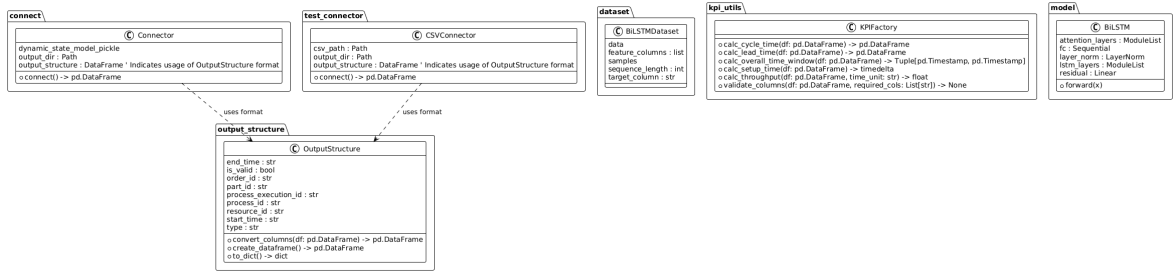 connect
C Connector
dynamic_state_model_pickle
output_dir : Path
output_structure : DataFrame ' Indicates usage of OutputStructure format
connect() -> pd.DataFrame
test_connector
C CSVConnector
csv_path : Path
output_dir : Path
output_structure : DataFrame ' Indicates usage of OutputStructure format
connect() -> pd.DataFrame
dataset
C BiLSTMDataset
data
feature_columns : list
samples
sequence_length : int
target_column : str
kpi_utils
C KPIFactory
calc_cycle_time(df: pd.DataFrame) -> pd.DataFrame
calc_lead_time(df: pd.DataFrame) -> pd.DataFrame
calc_overall_time_window(df: pd.DataFrame) -> Tuple[pd.Timestamp, pd.Timestamp]
calc_setup_time(df: pd.DataFrame) -> timedelta
calc_throughput(df: pd.DataFrame, time_unit: str) -> float
validate_columns(df: pd.DataFrame, required_cols: List[str]) -> None
model
C BiLSTM
attention_layers : ModuleList
fc : Sequential
layer_norm : LayerNorm
lstm_layers : ModuleList
residual : Linear
forward(x)
uses format
uses format
output_structure
C OutputStructure
end_time : str
is_valid : bool
order_id : str
part_id : str
process_execution_id : str
process_id : str
resource_id : str
start_time : str
type : str
convert_columns(df: pd.DataFrame) -> pd.DataFrame
create_dataframe() -> pd.DataFrame
to_dict() -> dict